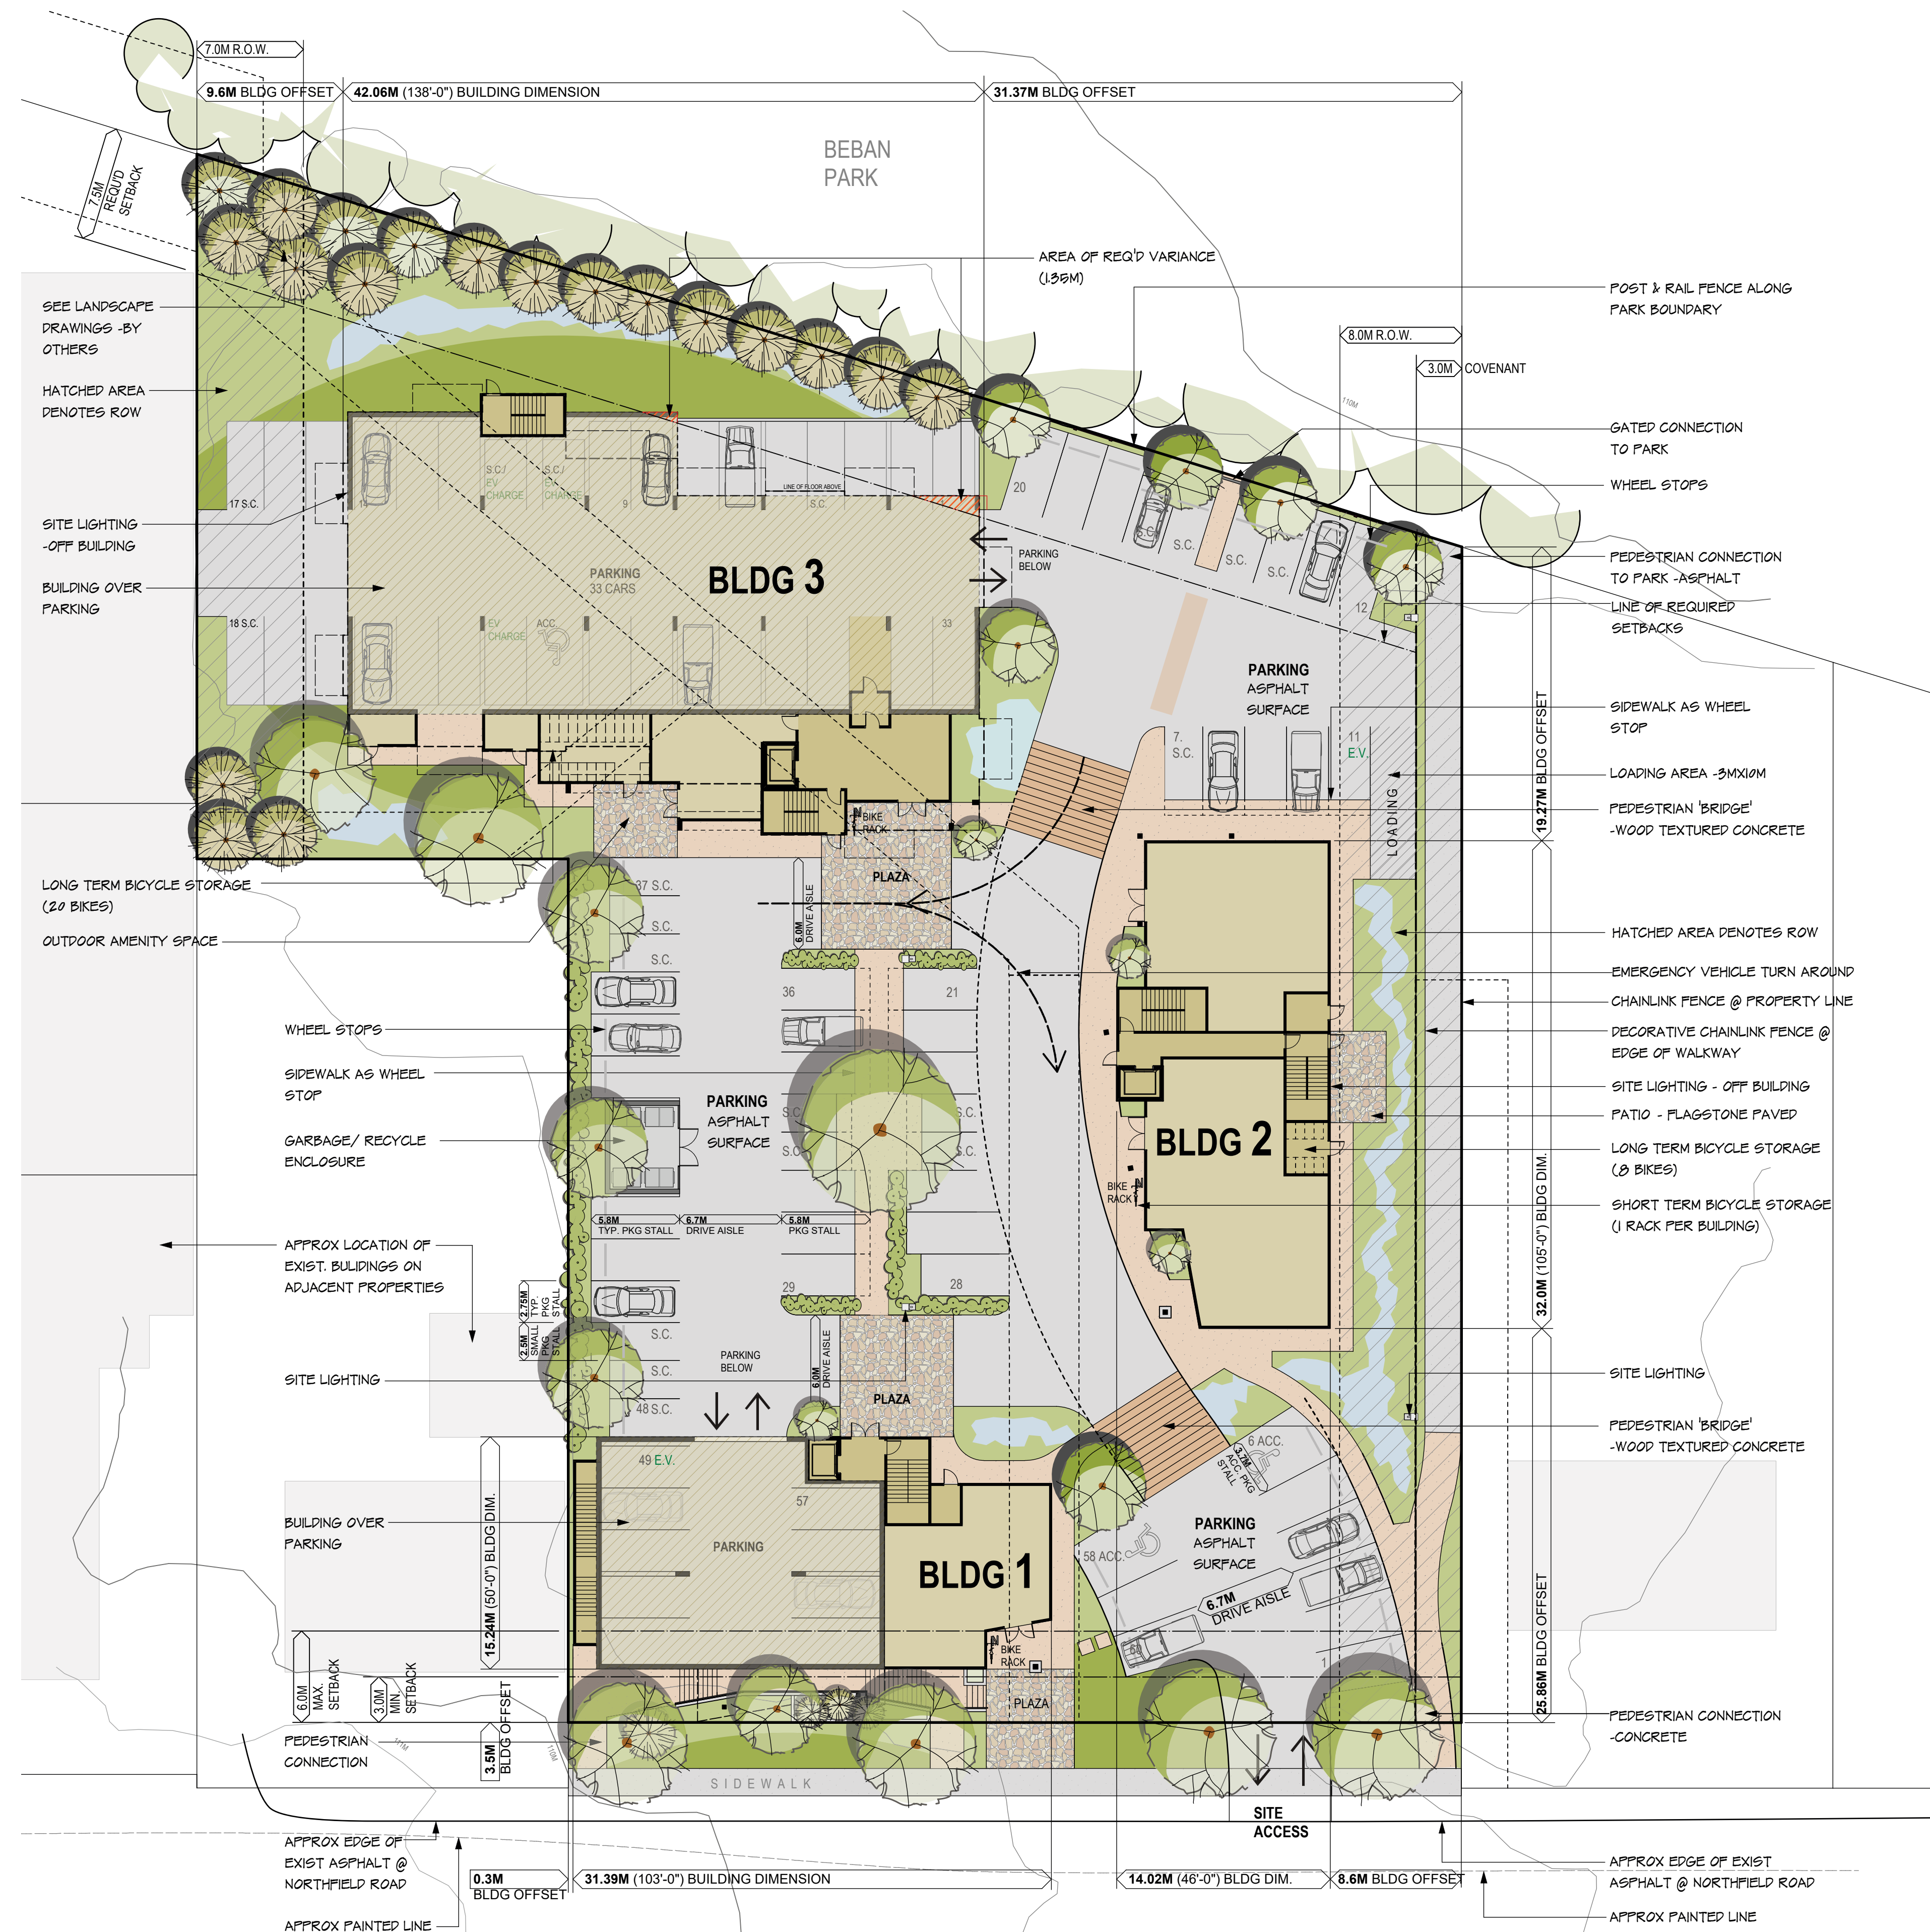 7.0M R.O.W.
9.6M BLDG OFFSET
42.06M (138'-0") BUILDING DIMENSION
31.37M BLDG OFFSET
BEBAN
PARK
7.5M
REQU'D
SETBACK
AREA OF REQ'D VARIANCE
(1.35M)
POST & RAIL FENCE ALONG
PARK BOUNDARY
SEE LANDSCAPE
DRAWINGS -BY
OTHERS
8.0M R.O.W.
3.0M COVENANT
110M
HATCHED AREA
DENOTES ROW
GATED CONNECTION
TO PARK
WHEEL STOPS
S.C./
EV
CHARGE
S.C./
EV
CHARGE
LINE OF FLOOR ABOVE
20
17 S.C.
9
S.C.
SITE LIGHTING
-OFF BUILDING
S.C.
S.C.
S.C.
S.C.
PARKING
BELOW
PEDESTRIAN CONNECTION
TO PARK -ASPHALT
BUILDING OVER
PARKING
PARKING
33 CARS
BLDG 3
12
LINE OF REQUIRED
SETBACKS
18 S.C.
EV
CHARGE
ACC.
33
PARKING
ASPHALT
SURFACE
19.27M BLDG OFFSET
SIDEWALK AS WHEEL
STOP
7.
S.C.
11
E.V.
LOADING AREA -3MX10M
LOADING
PEDESTRIAN 'BRIDGE'
-WOOD TEXTURED CONCRETE
BIKE
RACK
LONG TERM BICYCLE STORAGE
(20 BIKES)
37 S.C.
PLAZA
6.0M
DRIVE AISLE
S.C.
OUTDOOR AMENITY SPACE
S.C.
HATCHED AREA DENOTES ROW
EMERGENCY VEHICLE TURN AROUND
36
21
CHAINLINK FENCE @ PROPERTY LINE
WHEEL STOPS
DECORATIVE CHAINLINK FENCE @
EDGE OF WALKWAY
SIDEWALK AS WHEEL
STOP
SITE LIGHTING - OFF BUILDING
PARKING
ASPHALT
SURFACE
S.C.
S.C.
S.C.
S.C.
PATIO - FLAGSTONE PAVED
GARBAGE/ RECYCLE
ENCLOSURE
BLDG 2
LONG TERM BICYCLE STORAGE
(8 BIKES)
BIKE
RACK
SHORT TERM BICYCLE STORAGE
(1 RACK PER BUILDING)
5.8M
TYP. PKG STALL
6.7M
DRIVE AISLE
5.8M
PKG STALL
APPROX LOCATION OF
EXIST. BULIDINGS ON
ADJACENT PROPERTIES
32.0M (105'-0") BLDG DIM.
29
28
2.75M
TYP.
PKG
STALL
2.5M
SMALL
PKG
STALL
S.C.
S.C.
48 S.C.
PARKING
BELOW
6.0M
DRIVE AISLE
SITE LIGHTING
PLAZA
SITE LIGHTING
PEDESTRIAN 'BRIDGE'
-WOOD TEXTURED CONCRETE
6 ACC.
3.7M
ACC. PKG
STALL
49 E.V.
57
15.24M (50'-0") BLDG DIM.
BUILDING OVER
PARKING
PARKING
PARKING
ASPHALT
SURFACE
58 ACC.
BLDG 1
6.7M
DRIVE AISLE
25.86M BLDG OFFSET
60
1
BIKE
RACK
6.0M
MAX.
SETBACK
3.0M
MIN.
SETBACK
PLAZA
PEDESTRIAN CONNECTION
-CONCRETE
PEDESTRIAN
CONNECTION
111M
3.5M
BLDG OFFSET
110M
SIDEWALK
SITE
ACCESS
APPROX EDGE OF
EXIST ASPHALT @
NORTHFIELD ROAD
0.3M
BLDG OFFSET
31.39M (103'-0") BUILDING DIMENSION
14.02M (46'-0") BLDG DIM.
8.6M BLDG OFFSET
APPROX EDGE OF EXIST
ASPHALT @ NORTHFIELD ROAD
APPROX PAINTED LINE
APPROX PAINTED LINE